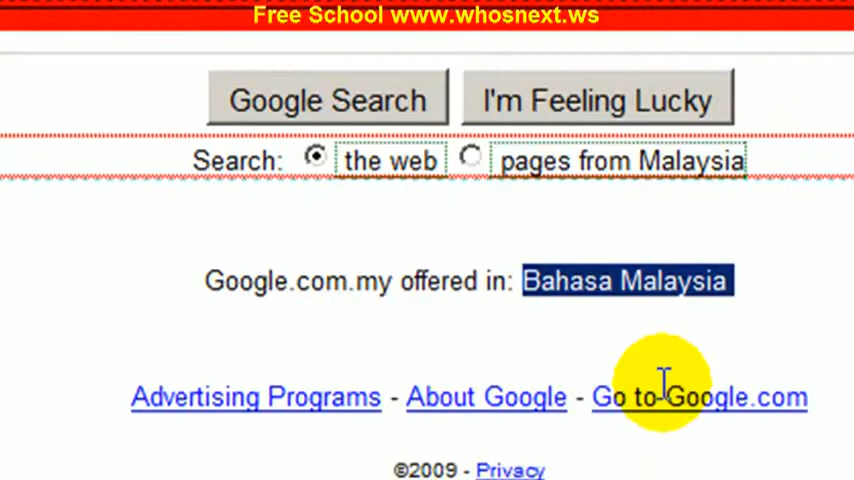 Free School www.whosnext.ws
Google Search I'm Feeling Lucky
Search: the web pages from Malaysia
Google.com.my offered in: Bahasa Malaysia
Advertising Programs - About Google - Go to Google.com
©2009 - Privacy